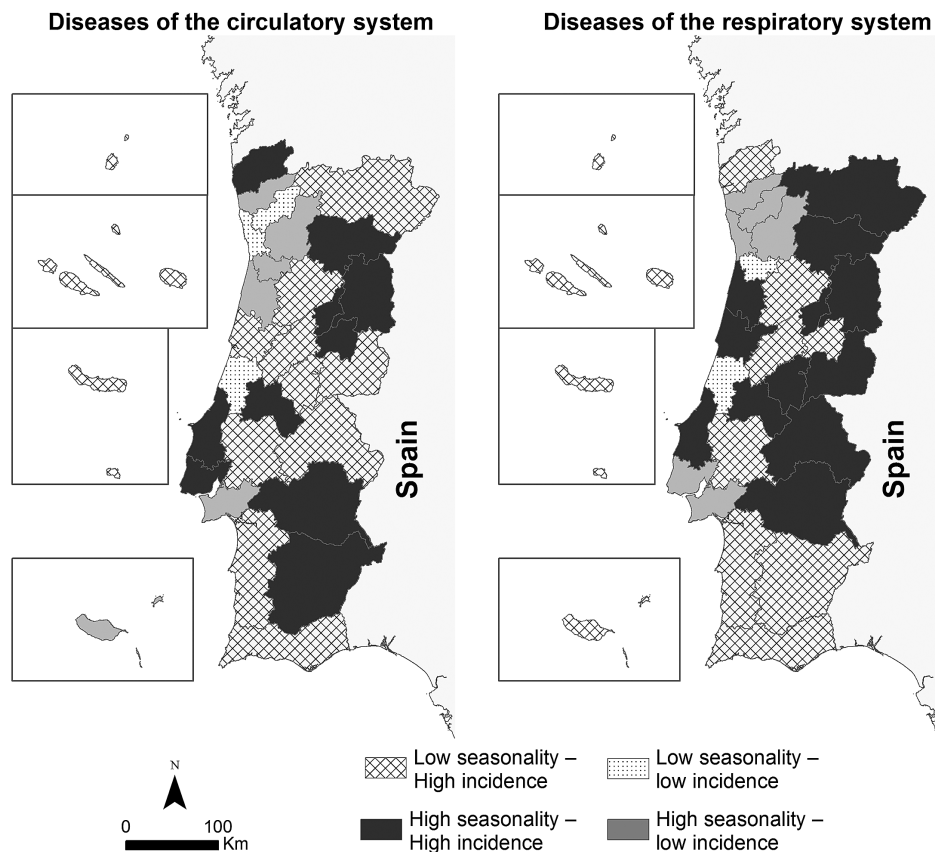 Diseases of the circulatory system
Diseases of the respiratory system
Spain
Spain
N
0 100
Km
Low seasonality –
High incidence
Low seasonality –
low incidence
High seasonality –
High incidence
High seasonality –
low incidence